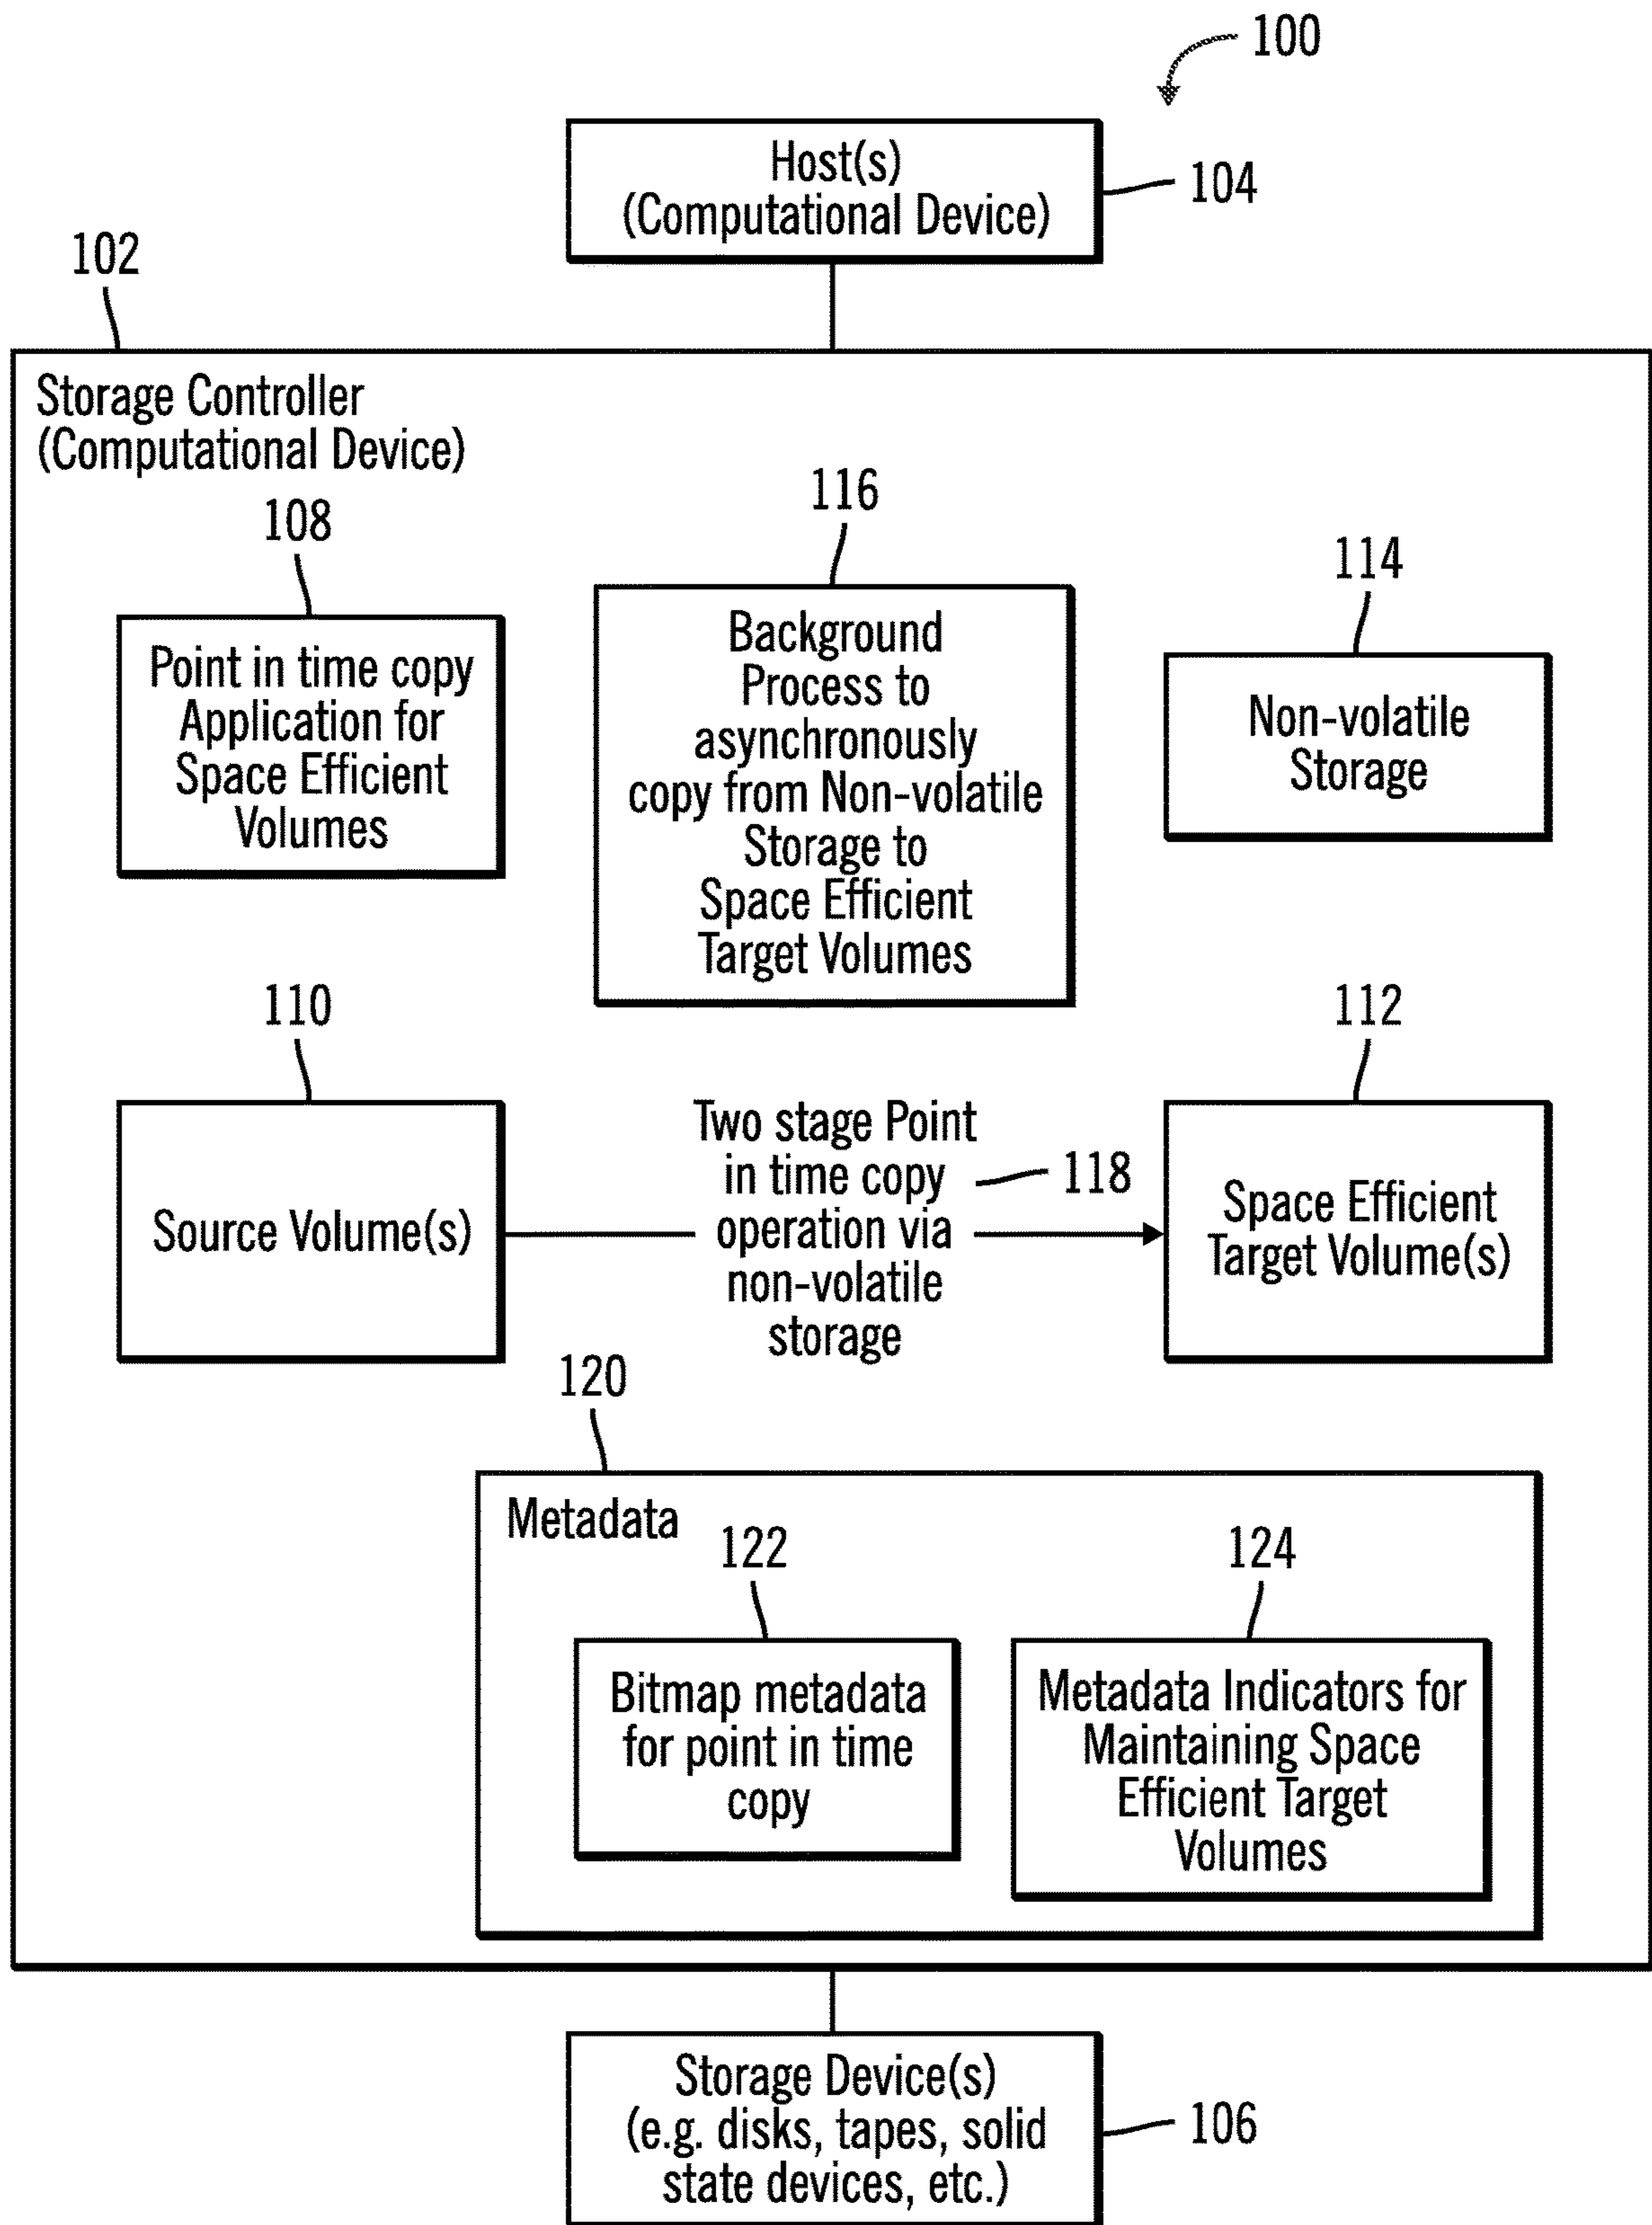 100
Host(s)
(Computational Device)
104
102
Storage Controller
(Computational Device)
108
Point in time copy
Application for
Space Efficient
Volumes
116
Background
Process to
asynchronously
copy from Non-volatile
Storage to
Space Efficient
Target Volumes
114
Non-volatile
Storage
110
Source Volume(s)
Two stage Point
in time copy
operation via
non-volatile
storage
118
112
Space Efficient
Target Volume(s)
120
Metadata
122
Bitmap metadata
for point in time
copy
124
Metadata Indicators for
Maintaining Space
Efficient Target
Volumes
Storage Device(s)
(e.g. disks, tapes, solid
state devices, etc.)
106